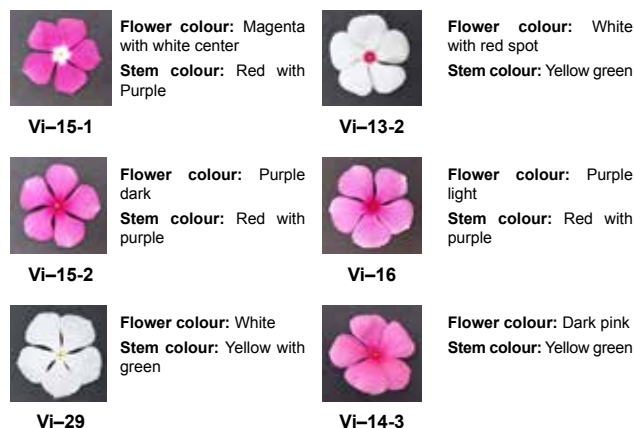 Flower colour: Magenta
with white center
Stem colour: Red with
Purple
Vi–15-1
Flower colour: White
with red spot
Stem colour: Yellow green
Vi–13-2
Flower colour: Purple
dark
Stem colour: Red with
purple
Vi–15-2
Flower colour: Purple
light
Stem colour: Red with
purple
Vi–16
Flower colour: White
Stem colour: Yellow with
green
Vi–29
Flower colour: Dark pink
Stem colour: Yellow green
Vi–14-3